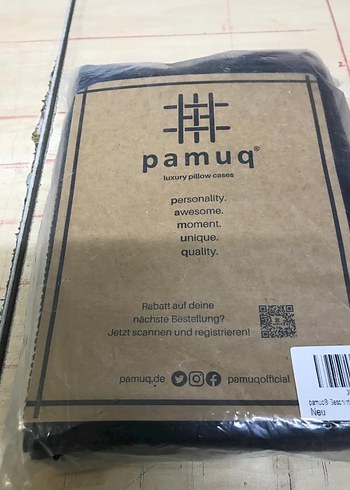 pamuq®
luxury pillow cases
personality.
awesome.
moment.
unique.
quality.
Rabatt auf deine
nächste Bestellung?
Jetzt scannen und registrieren!
pamuq.de
pamuqofficial
pamuq®
Neu